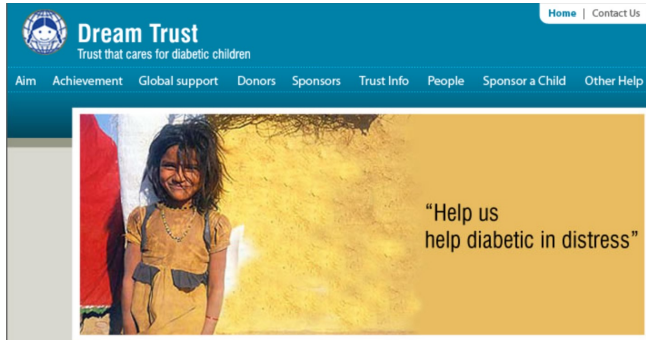 Home | Contact Us
Dream Trust
Trust that cares for diabetic children
Aim Achievement Global support Donors Sponsors Trust Info People Sponsor a Child Other Help
“Help us
help diabetic in distress”